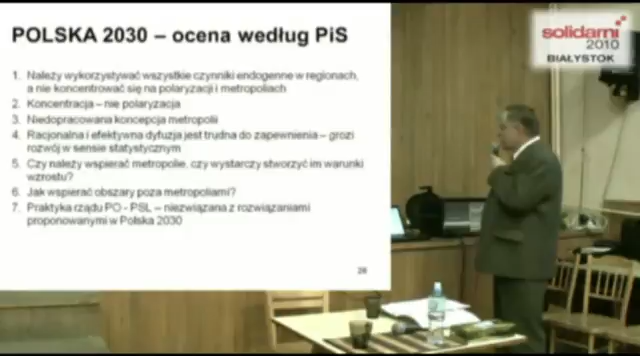 POLSKA 2030 – ocena według PiS
solidarni
2010
BIAŁYSTOK
1. Należy wykorzystywać wszystkie czynniki endogenne w regionach,
a nie koncentrować się na polaryzacji i metropoliach
2. Koncentracja – nie polaryzacja
3. Niedopracowana koncepcja metropolii
4. Racjonalna i efektywna dyfuzja jest trudna do zapewnienia – grozi
rozwój w sensie statystycznym
5. Czy należy wspierać metropolie, czy wystarczy stworzyć im warunki
wzrostu?
6. Jak wspierać obszary poza metropoliami?
7. Praktyka rządu PO - PSL – niezwiązana z rozwiązaniami
proponowanymi w Polska 2030
28